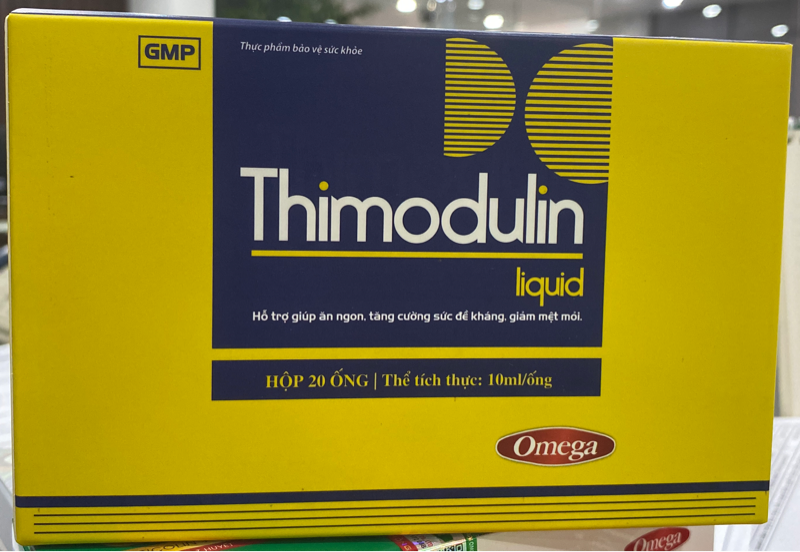 GMP
Thực phẩm bảo vệ sức khỏe
Thimodulin
liquid
Hỗ trợ giúp ăn ngon, tăng cường sức đề kháng, giảm mệt mỏi.
HỘP 20 ỐNG | Thể tích thực: 10ml/ống
Omega
Omega